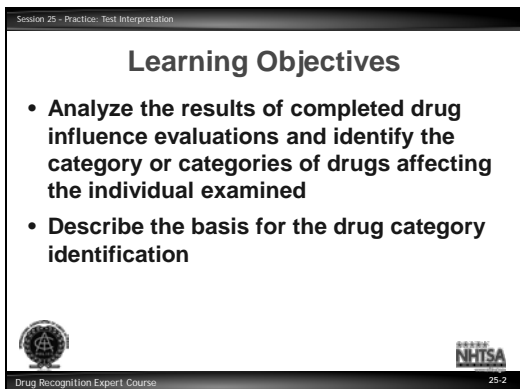 Session 25 - Practice: Test Interpretation
Learning Objectives
• Analyze the results of completed drug
influence evaluations and identify the
category or categories of drugs affecting
the individual examined
• Describe the basis for the drug category
identification
NHTSA
Drug Recognition Expert Course
25-2